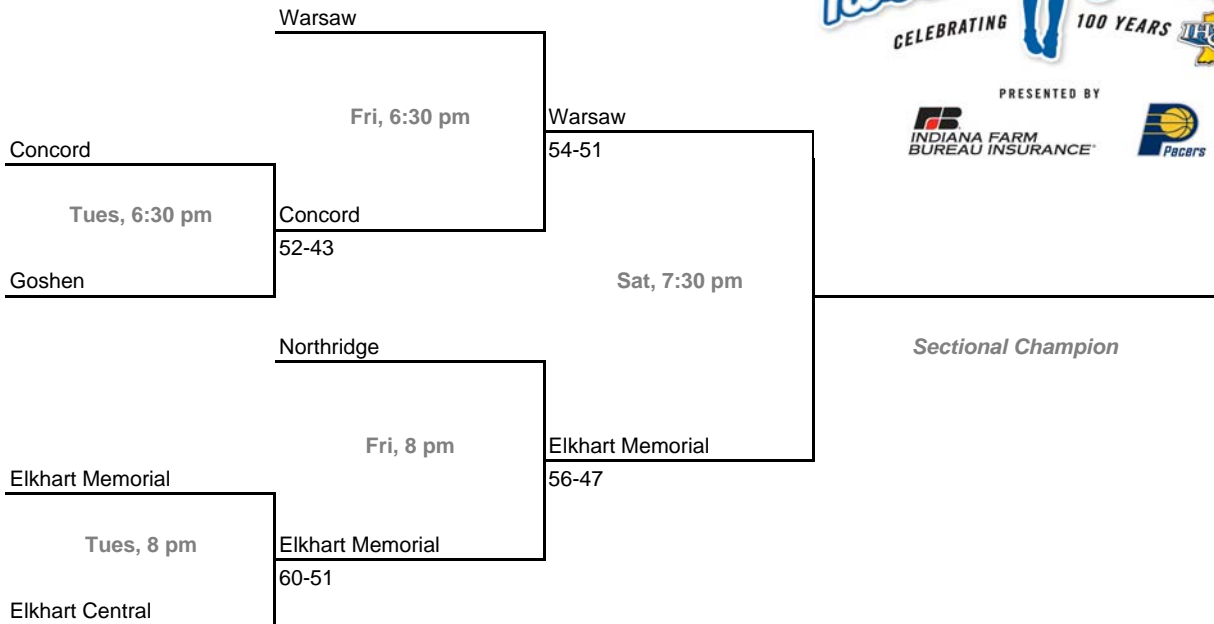 Warsaw
CELEBRATING 100 YEARS
PRESENTED BY
Fri, 6:30 pm
Warsaw
INDIANA FARM
BUREAU INSURANCE
Pacers
Concord
54-51
Tues, 6:30 pm
Concord
52-43
Goshen
Sat, 7:30 pm
Northridge
Sectional Champion
Fri, 8 pm
Elkhart Memorial
Elkhart Memorial
56-47
Tues, 8 pm
Elkhart Memorial
60-51
Elkhart Central